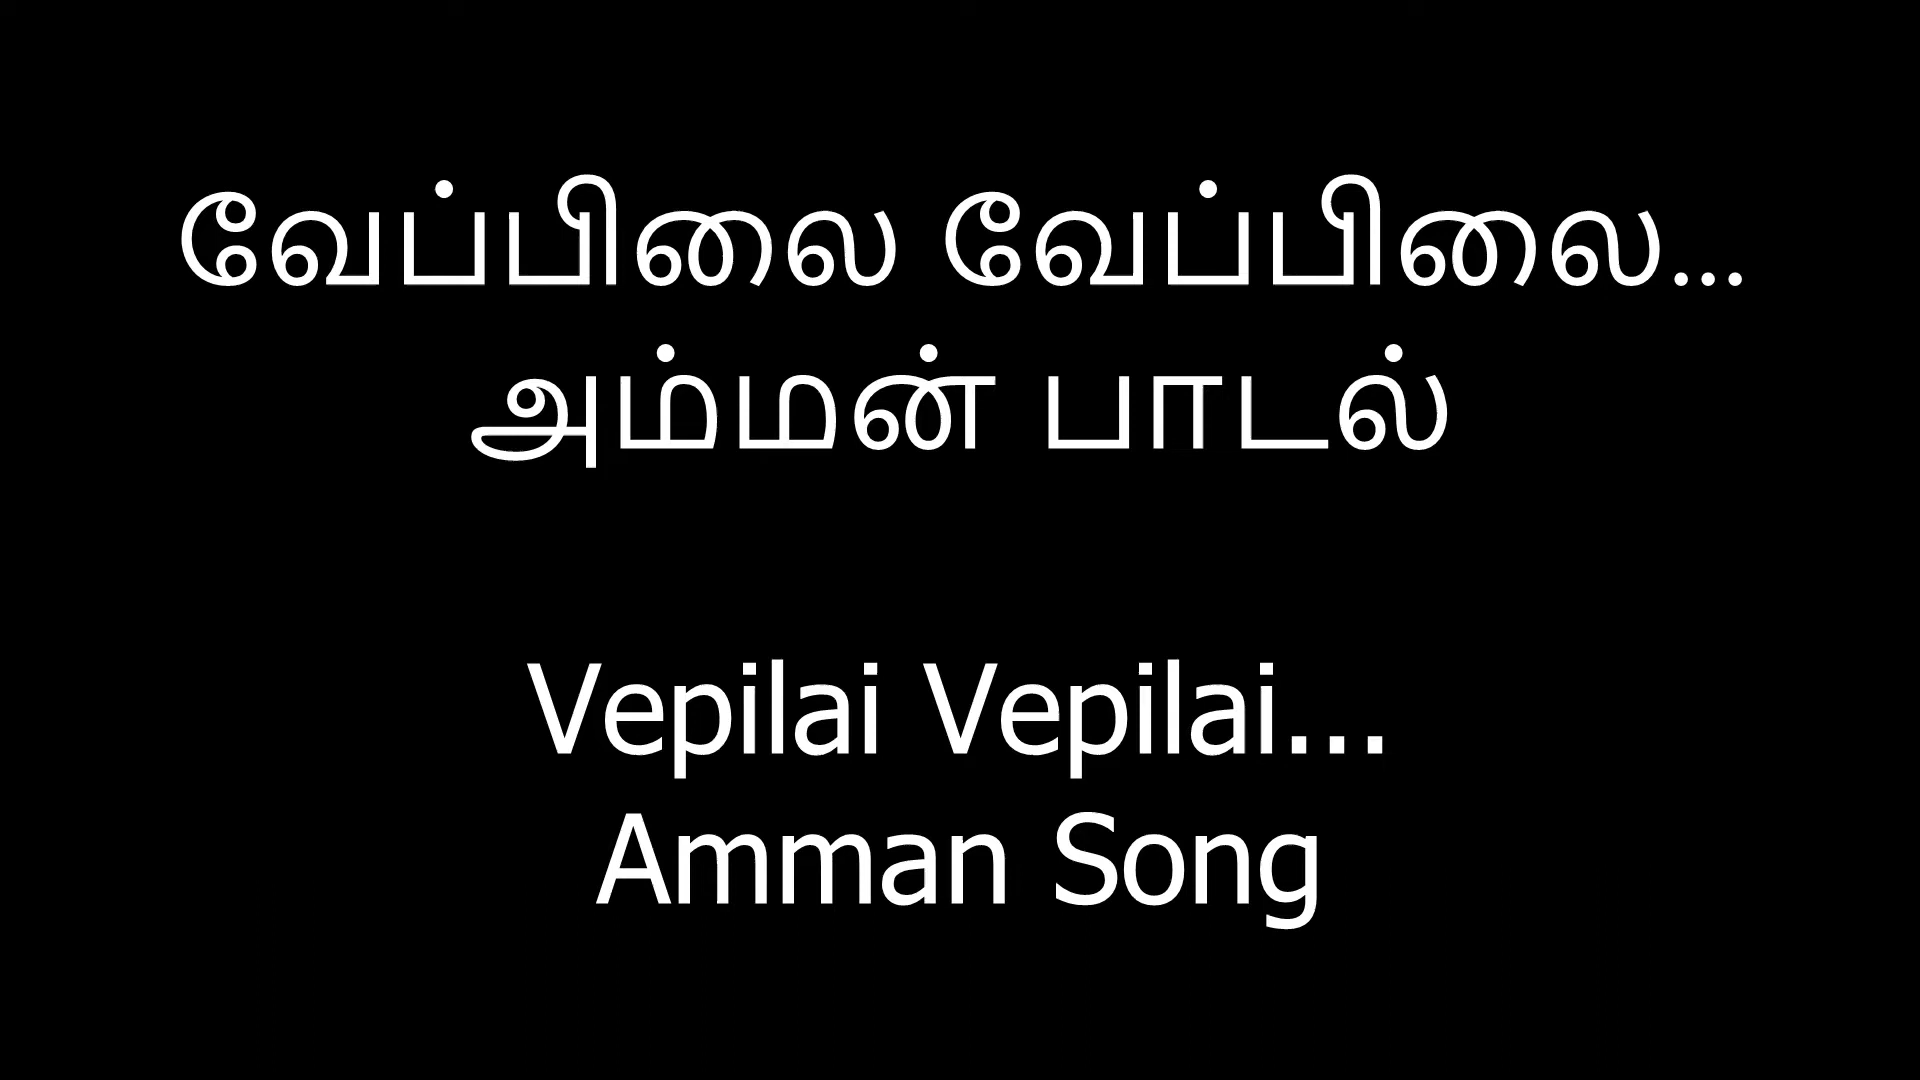 வேப்பிலை வேப்பிலை...
அம்மன் பாடல்
Vepilai Vepilai...
Amman Song